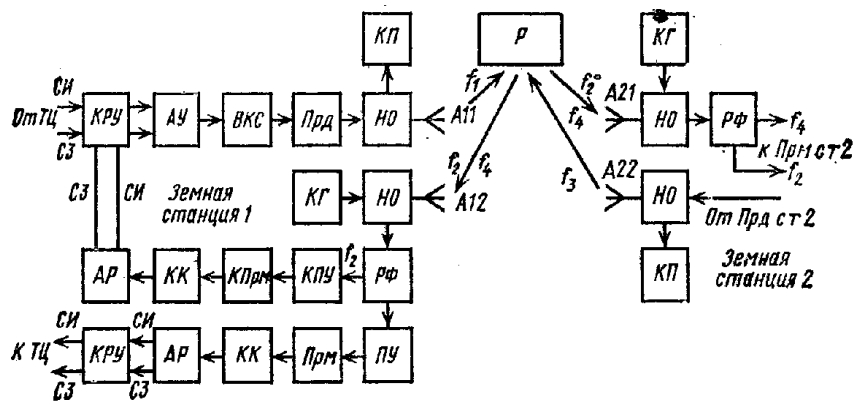 КП Р КГ
СИ f₁ f₂° А21
От ТЦ КРУ АУ ВКС Прд НО А11 f₄ НО РФ f₄
СЗ к Прм ст 2
f₂ f₄ f₃ А22 f₂
СЗ СИ Земная станция 1 КГ НО А12 НО От Прд ст 2
АР КК КПрм КПУ f₂ РФ КП Земная станция 2
СИ СИ
К ТЦ КРУ АР КК Прм ПУ
СЗ СЗ